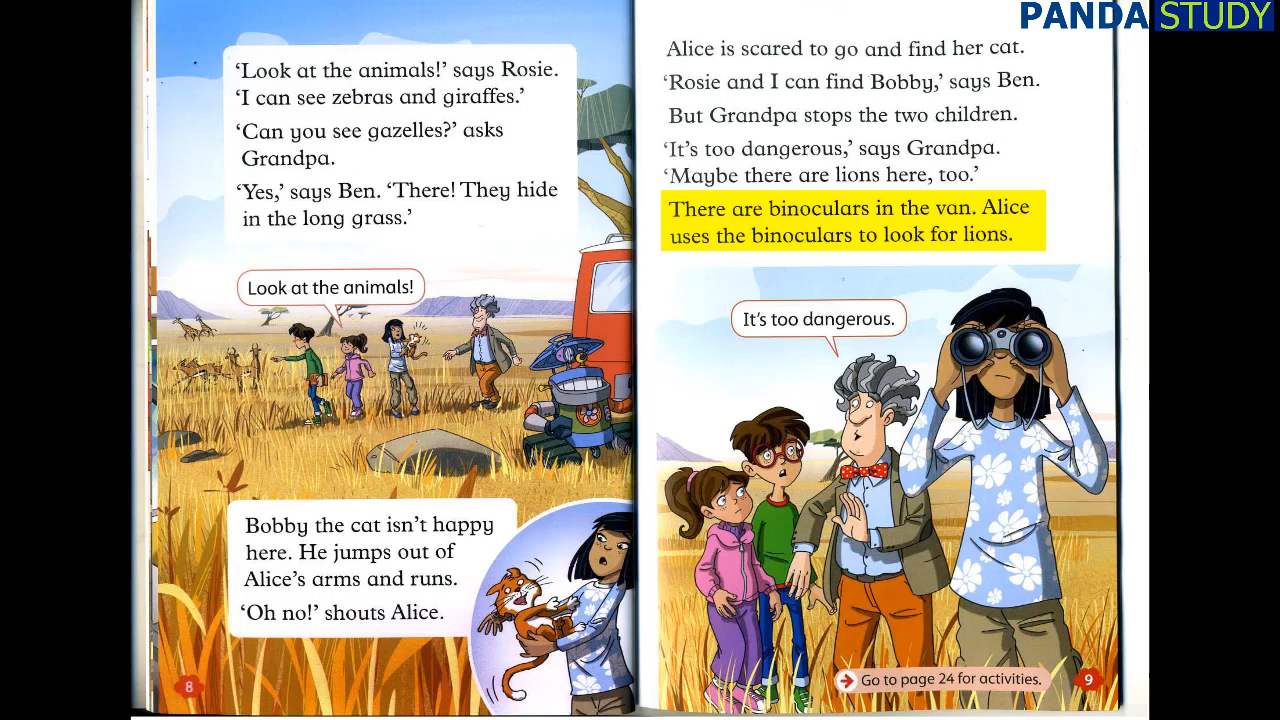 PANDA STUDY
‘Look at the animals!’ says Rosie.
‘I can see zebras and giraffes.’
‘Can you see gazelles?’ asks
Grandpa.
‘Yes,’ says Ben. ‘There! They hide
in the long grass.’
Look at the animals!
Bobby the cat isn’t happy
here. He jumps out of
Alice’s arms and runs.
‘Oh no!’ shouts Alice.
8
Alice is scared to go and find her cat.
‘Rosie and I can find Bobby,’ says Ben.
But Grandpa stops the two children.
‘It’s too dangerous,’ says Grandpa.
‘Maybe there are lions here, too.’
There are binoculars in the van. Alice
uses the binoculars to look for lions.
It’s too dangerous.
Go to page 24 for activities.
9